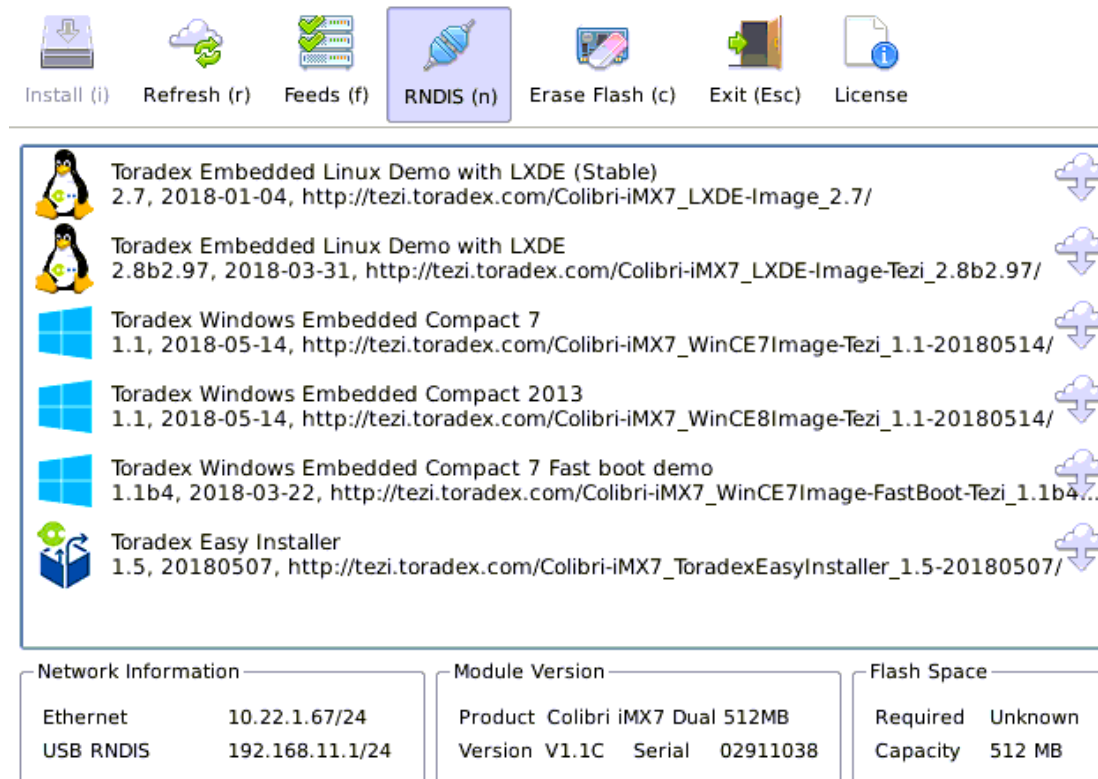 Install (i) Refresh (r) Feeds (f) RNDIS (n) Erase Flash (c) Exit (Esc) License
Toradex Embedded Linux Demo with LXDE (Stable)
2.7, 2018-01-04, http://tezi.toradex.com/Colibri-iMX7_LXDE-Image_2.7/
Toradex Embedded Linux Demo with LXDE
2.8b2.97, 2018-03-31, http://tezi.toradex.com/Colibri-iMX7_LXDE-Image-Tezi_2.8b2.97/
Toradex Windows Embedded Compact 7
1.1, 2018-05-14, http://tezi.toradex.com/Colibri-iMX7_WinCE7Image-Tezi_1.1-20180514/
Toradex Windows Embedded Compact 2013
1.1, 2018-05-14, http://tezi.toradex.com/Colibri-iMX7_WinCE8Image-Tezi_1.1-20180514/
Toradex Windows Embedded Compact 7 Fast boot demo
1.1b4, 2018-03-22, http://tezi.toradex.com/Colibri-iMX7_WinCE7Image-FastBoot-Tezi_1.1b4...
Toradex Easy Installer
1.5, 20180507, http://tezi.toradex.com/Colibri-iMX7_ToradexEasyInstaller_1.5-20180507/
Network Information
Ethernet 10.22.1.67/24
USB RNDIS 192.168.11.1/24
Module Version
Product Colibri iMX7 Dual 512MB
Version V1.1C Serial 02911038
Flash Space
Required Unknown
Capacity 512 MB